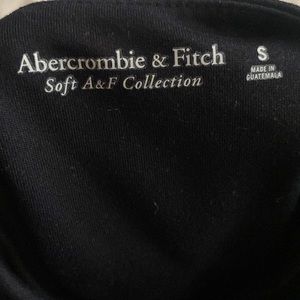 Abercrombie & Fitch
Soft A&F Collection
S
MADE IN
GUATEMALA